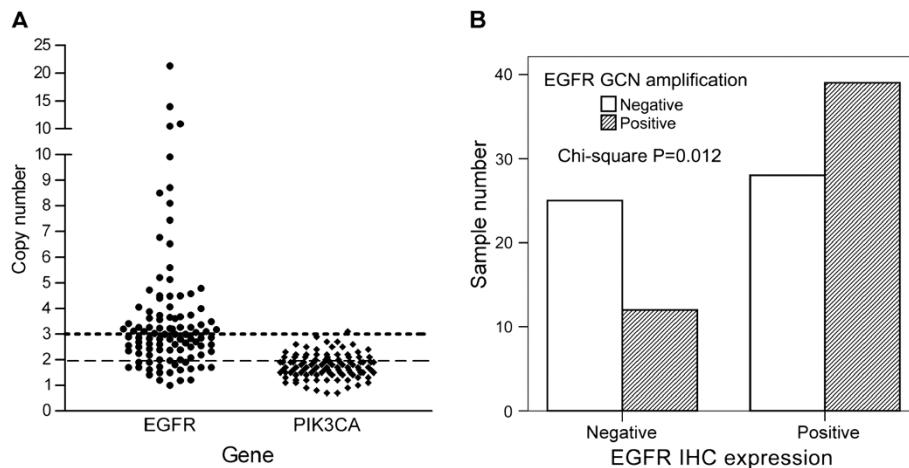 A
25
20
15
10
10
9
8
7
6
5
4
3
2
1
0
Copy number
EGFR
PIK3CA
Gene
B
40
30
20
10
0
Sample number
EGFR GCN amplification
Negative
Positive
Chi-square P=0.012
Negative
Positive
EGFR IHC expression